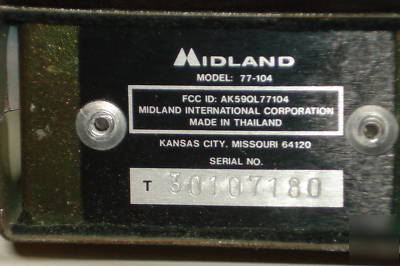 MIDLAND
MODEL: 77-104
FCC ID: AK59QL77104
MIDLAND INTERNATIONAL CORPORATION
MADE IN THAILAND
KANSAS CITY, MISSOURI 64120
SERIAL NO.
T 30107180